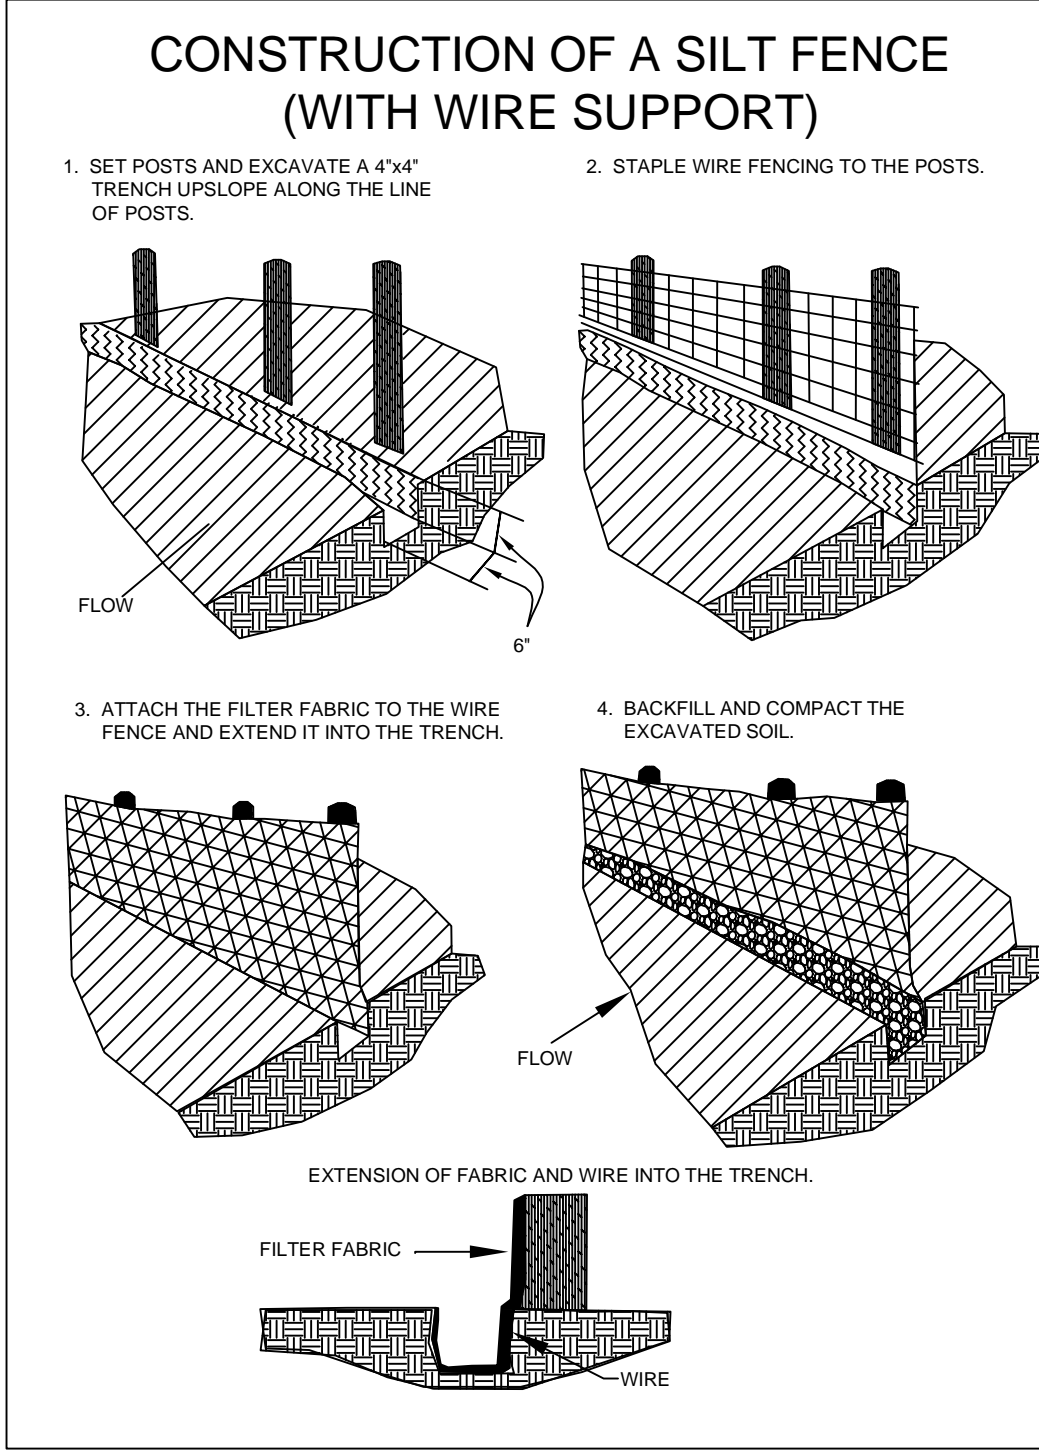 CONSTRUCTION OF A SILT FENCE
(WITH WIRE SUPPORT)
1. SET POSTS AND EXCAVATE A 4"x4"
TRENCH UPSLOPE ALONG THE LINE
OF POSTS.
2. STAPLE WIRE FENCING TO THE POSTS.
FLOW
6"
3. ATTACH THE FILTER FABRIC TO THE WIRE
FENCE AND EXTEND IT INTO THE TRENCH.
4. BACKFILL AND COMPACT THE
EXCAVATED SOIL.
FLOW
EXTENSION OF FABRIC AND WIRE INTO THE TRENCH.
FILTER FABRIC
WIRE